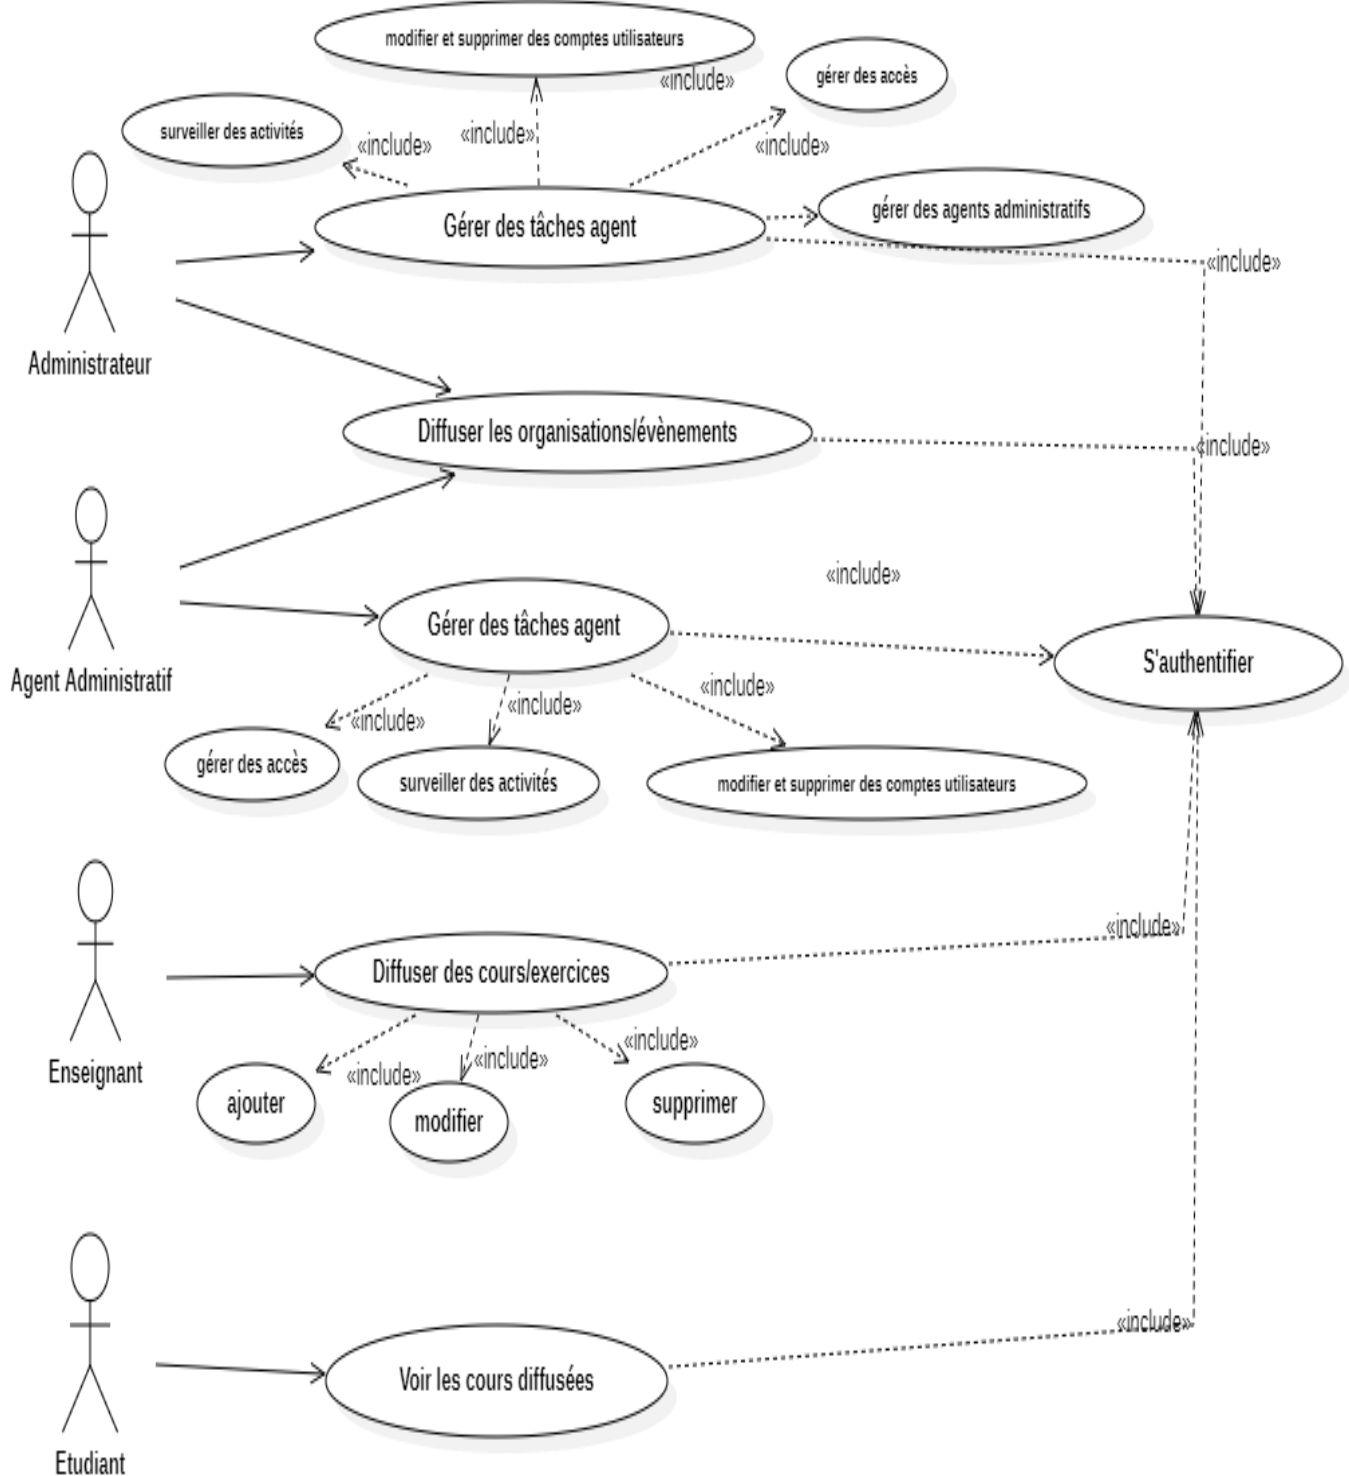 modifier et supprimer des comptes utilisateurs
«include»
gérer des accès
surveiller des activités
«include»
«include»
«include»
Gérer des tâches agent
gérer des agents administratifs
«include»
Administrateur
Diffuser les organisations/évènements
«include»
«include»
Gérer des tâches agent
S'authentifier
Agent Administratif
«include»
«include»
«include»
gérer des accès
surveiller des activités
modifier et supprimer des comptes utilisateurs
«include»
Diffuser des cours/exercices
«include»
«include»
«include»
Enseignant
ajouter
modifier
supprimer
«include»
Voir les cours diffusées
Etudiant